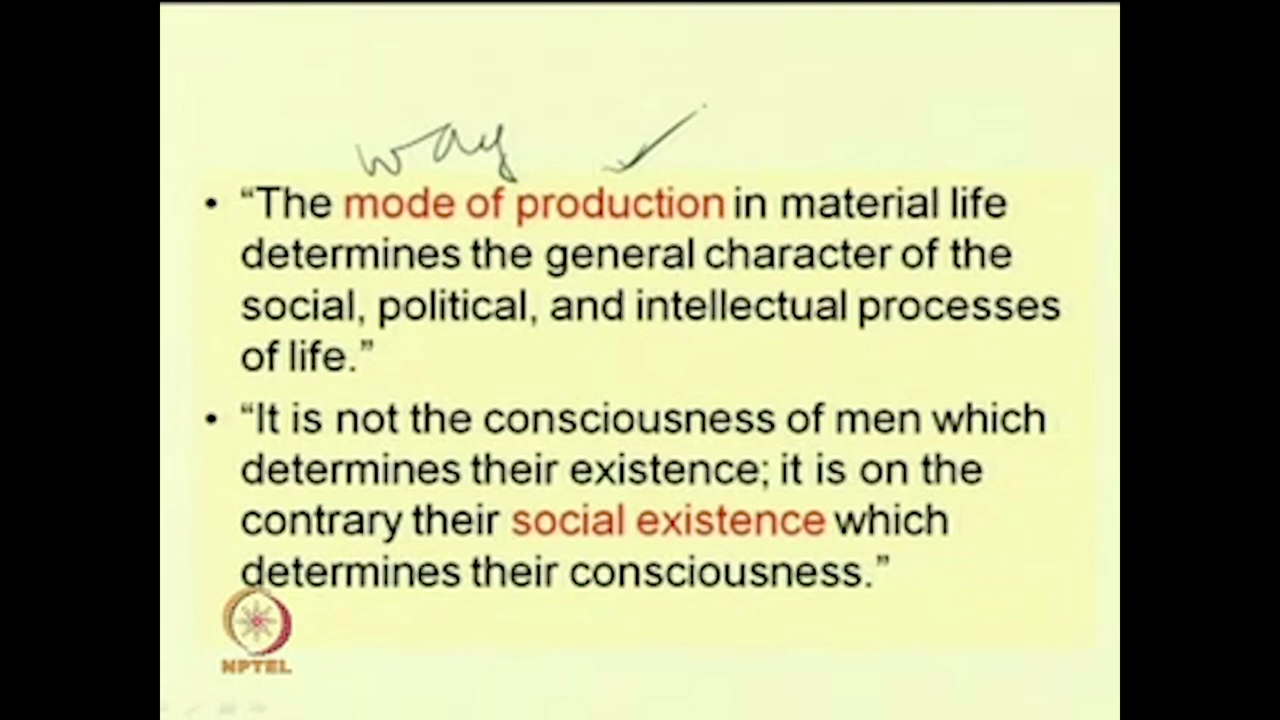 way
• “The mode of production in material life
determines the general character of the
social, political, and intellectual processes
of life.”
• “It is not the consciousness of men which
determines their existence; it is on the
contrary their social existence which
determines their consciousness.”
NPTEL